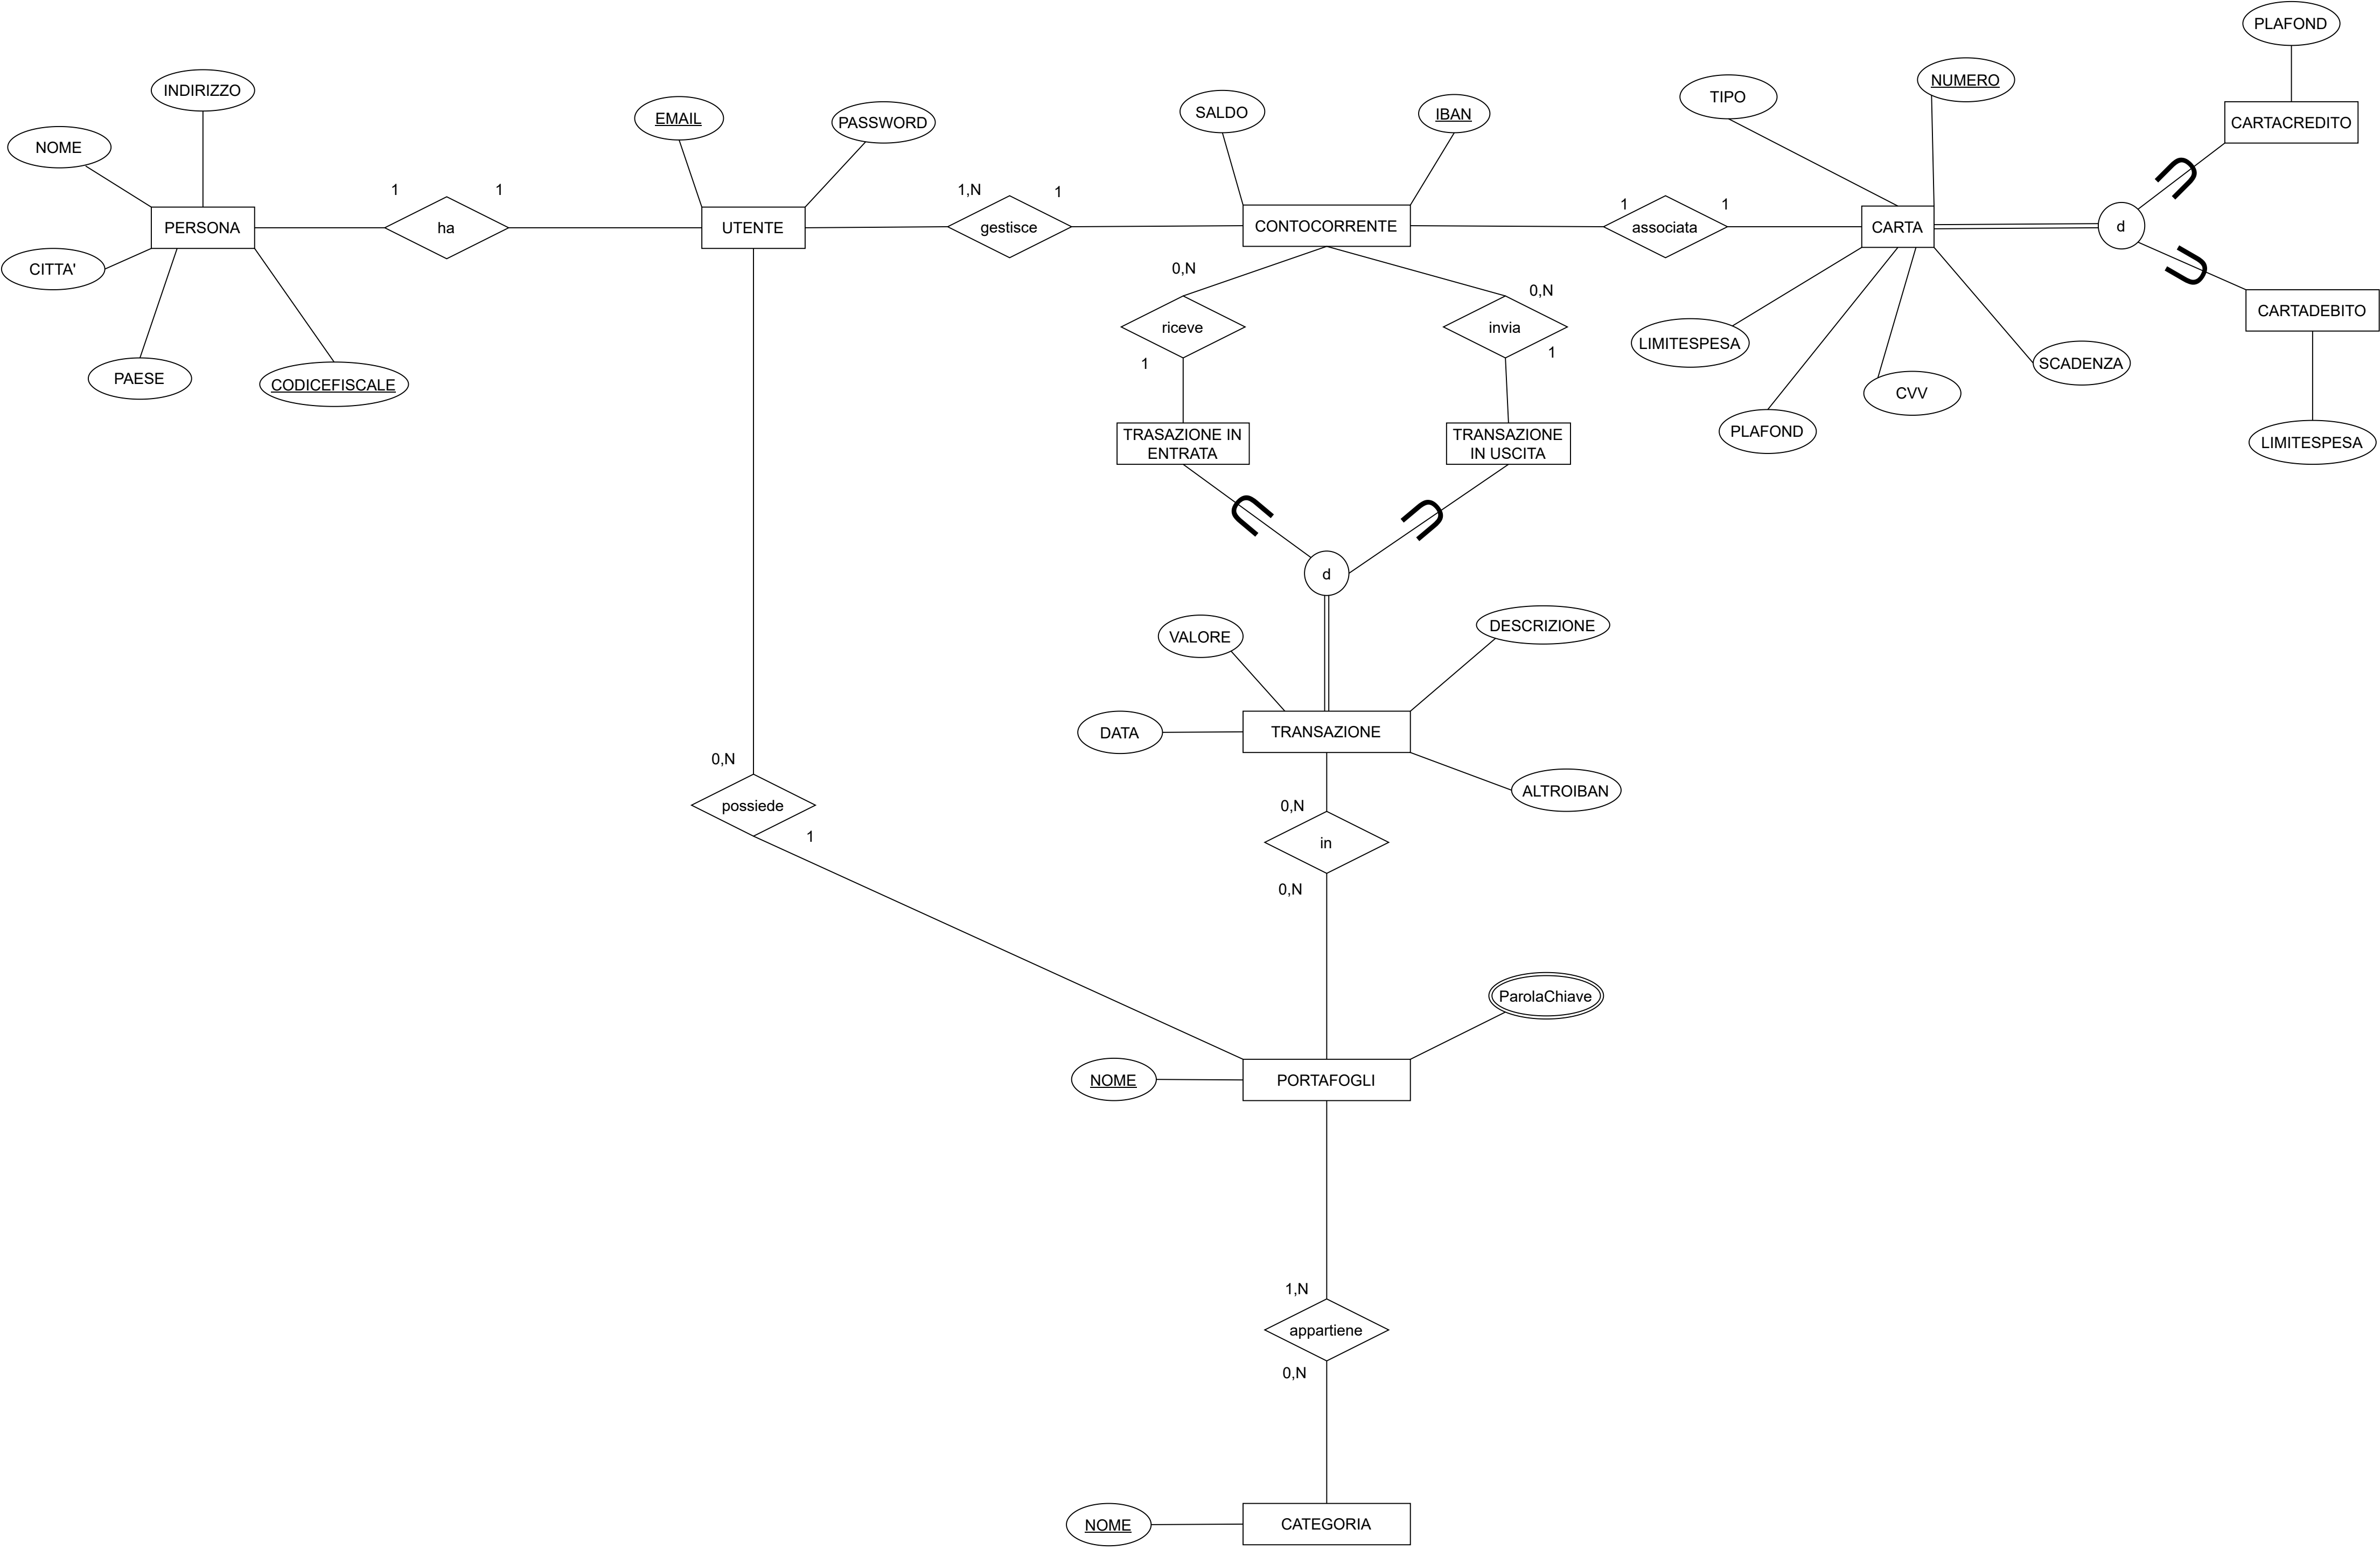 PLAFOND
INDIRIZZO
TIPO
NUMERO
SALDO
IBAN
EMAIL
PASSWORD
CARTACREDITO
NOME
1
1
1,N
1
1
1
PERSONA
ha
UTENTE
gestisce
CONTOCORRENTE
associata
CARTA
d
CITTA'
0,N
0,N
riceve
invia
CARTADEBITO
LIMITESPESA
1
1
SCADENZA
PAESE
CODICEFISCALE
CVV
TRASAZIONE IN
ENTRATA
TRANSAZIONE
IN USCITA
PLAFOND
LIMITESPESA
d
VALORE
DESCRIZIONE
DATA
TRANSAZIONE
0,N
ALTROIBAN
possiede
0,N
1
in
0,N
ParolaChiave
NOME
PORTAFOGLI
1,N
appartiene
0,N
NOME
CATEGORIA